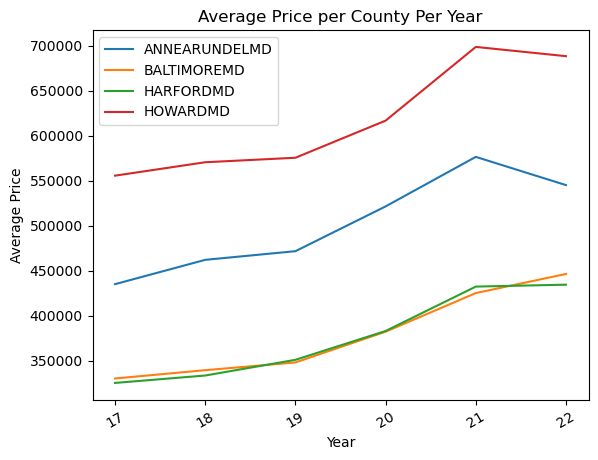 Average Price per County Per Year
ANNEARUNDELMD
BALTIMOREMD
HARFORDMD
HOWARDMD
Average Price
700000
650000
600000
550000
500000
450000
400000
350000
17
18
19
20
21
22
Year